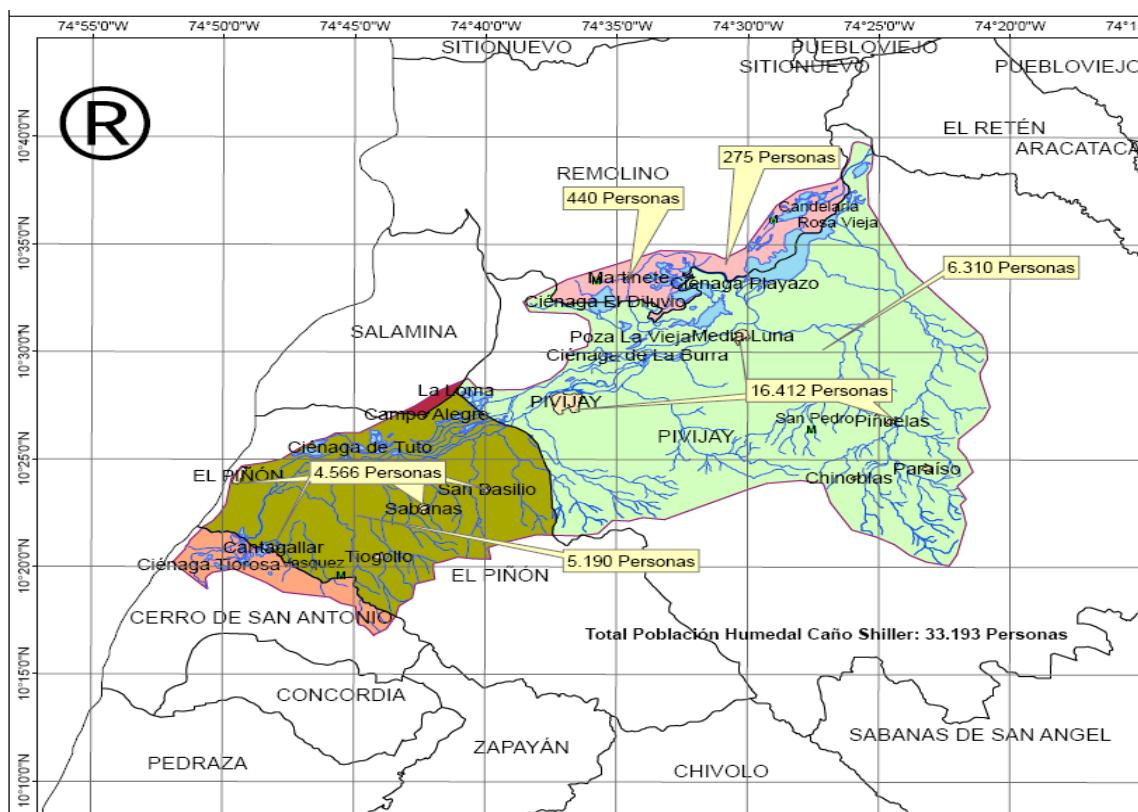 74°55'0"W 74°50'0"W 74°45'0"W 74°40'0"W 74°35'0"W 74°30'0"W 74°25'0"W 74°20'0"W
SITIONUEVO
PUEBLOVIEJO
SITIONUEVO
PUEBLOVIEJO
®
10°40'0"N
EL RETÉN
ARACATACA
275 Personas
REMOLINO
440 Personas
10°35'0"N
Candelaria
M
Rosa Vieja
6.310 Personas
Martinete
M
Ciénaga Playazo
Ciénaga El Diluvio
SALAMINA
Poza La Vieja
Media Luna
10°30'0"N
Ciénaga de La Burra
La Loma
16.412 Personas
PIVIJAY
Campo Alegre
San Pedro
Piñuelas
M
PIVIJAY
10°25'0"N
Ciénaga de Tuto
EL PIÑÓN
4.566 Personas
Paraíso
Chinoblas
San Basilio
Sabanas
Cantagallar
Tiogollo
5.190 Personas
10°20'0"N
Ciénaga Tiorosa
Vasquez
M
EL PIÑÓN
CERRO DE SAN ANTONIO
Total Población Humedal Caño Shiller: 33.193 Personas
10°15'0"N
CONCORDIA
SABANAS DE SAN ANGEL
ZAPAYÁN
PEDRAZA
CHIVOLO
10°10'0"N